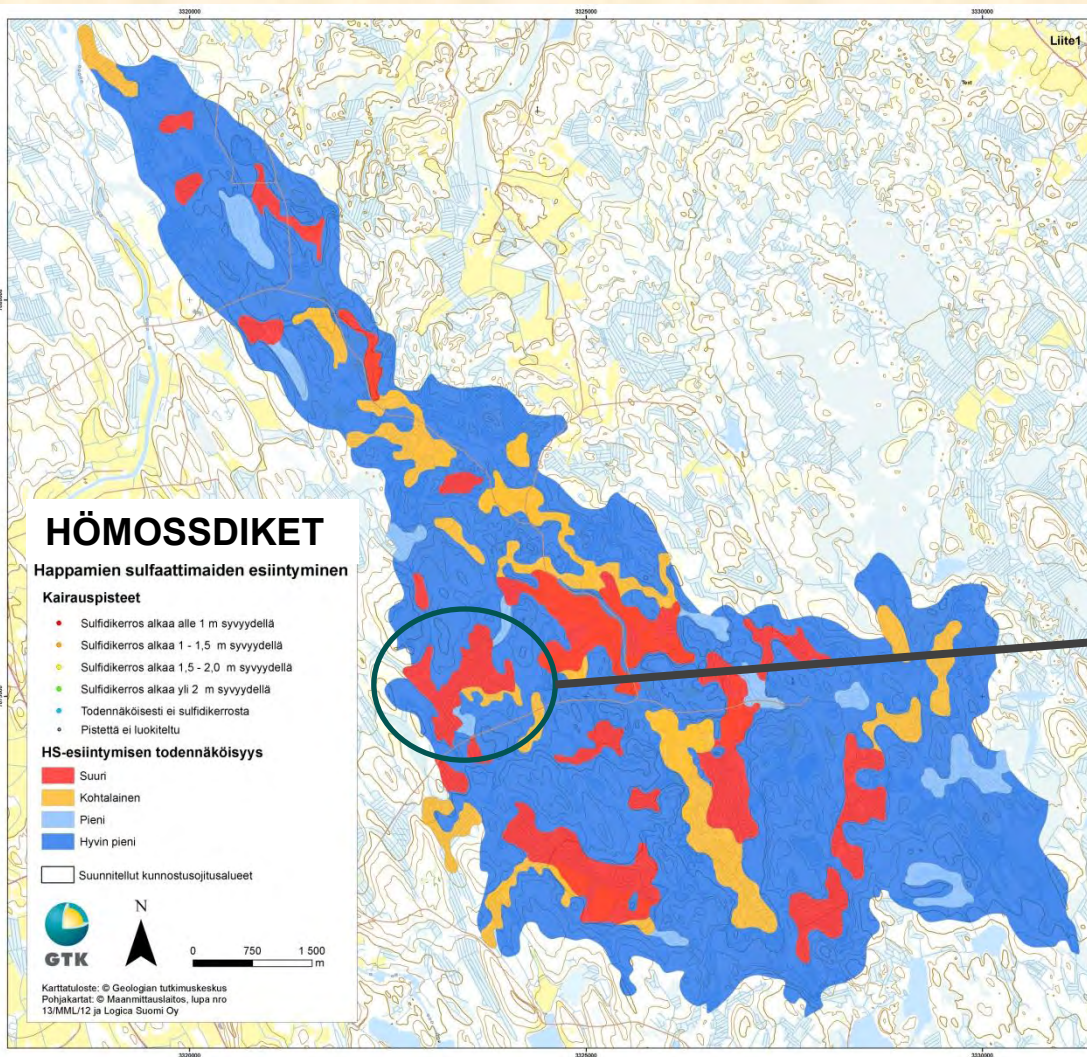 3320000
3325000
3330000
Liite1
HÖMOSSDIKET
Happamien sulfaattimaiden esiintyminen
Kairauspisteet
Sulfidikerros alkaa alle 1 m syvyydellä
Sulfidikerros alkaa 1 - 1,5 m syvyydellä
Sulfidikerros alkaa 1,5 - 2,0 m syvyydellä
Sulfidikerros alkaa yli 2 m syvyydellä
Todennäköisesti ei sulfidikerrosta
Pistettä ei luokiteltu
HS-esiintymisen todennäköisyys
Suuri
Kohtalainen
Pieni
Hyvin pieni
Suunnitellut kunnostusojitusalueet
GTK
N
0 750 1 500
m
Karttatuloste: © Geologian tutkimuskeskus
Pohjakartat: © Maanmittauslaitos, lupa nro
13/MML/12 ja Logica Suomi Oy
3320000
3325000
3330000